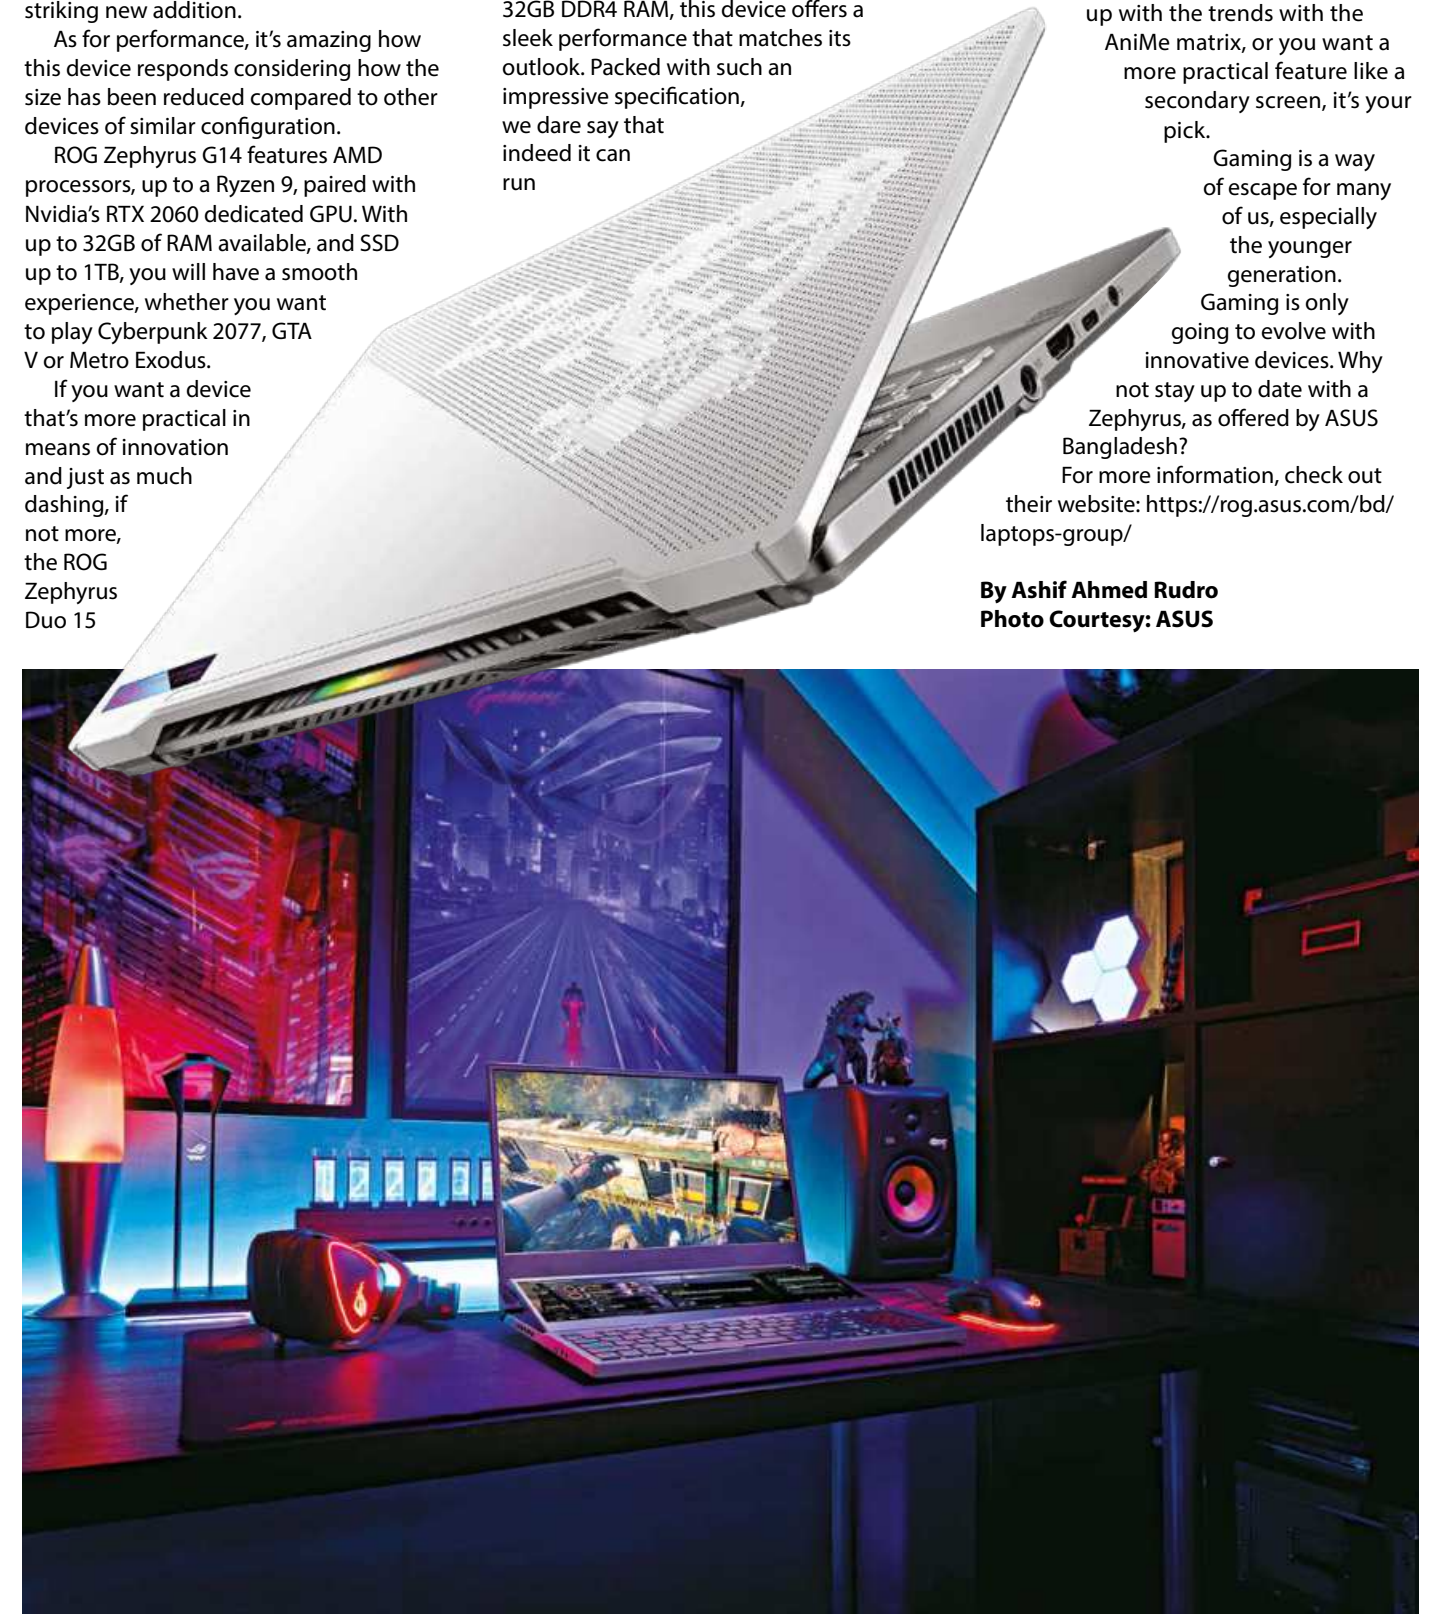 striking new addition.
As for performance, it's amazing how
this device responds considering how the
size has been reduced compared to other
devices of similar configuration.
ROG Zephyrus G14 features AMD
processors, up to a Ryzen 9, paired with
Nvidia's RTX 2060 dedicated GPU. With
up to 32GB of RAM available, and SSD
up to 1TB, you will have a smooth
experience, whether you want
to play Cyberpunk 2077, GTA
V or Metro Exodus.
If you want a device
that's more practical in
means of innovation
and just as much
dashing, if
not more,
the ROG
Zephyrus
Duo 15
32GB DDR4 RAM, this device offers a
sleek performance that matches its
outlook. Packed with such an
impressive specification,
we dare say that
indeed it can
run
up with the trends with the
AniMe matrix, or you want a
more practical feature like a
secondary screen, it's your
pick.
Gaming is a way
of escape for many
of us, especially
the younger
generation.
Gaming is only
going to evolve with
innovative devices. Why
not stay up to date with a
Zephyrus, as offered by ASUS
Bangladesh?
For more information, check out
their website: https://rog.asus.com/bd/
laptops-group/
By Ashif Ahmed Rudro
Photo Courtesy: ASUS
ROG